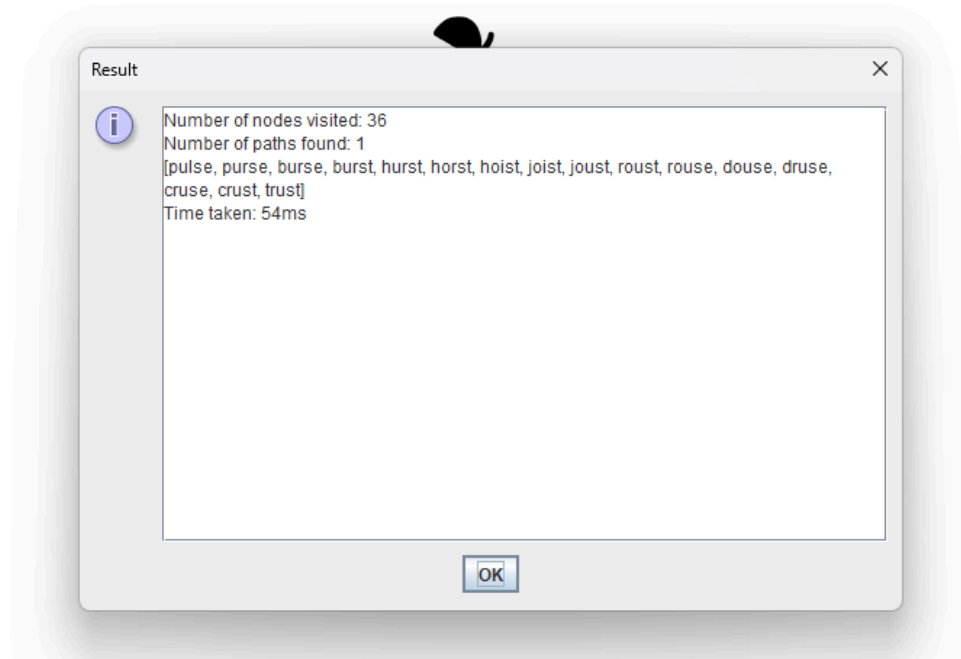 Result
Number of nodes visited: 36
Number of paths found: 1
[pulse, purse, burse, burst, hurst, horst, hoist, joist, joust, roust, rouse, douse, druse,
cruse, crust, trust]
Time taken: 54ms
OK